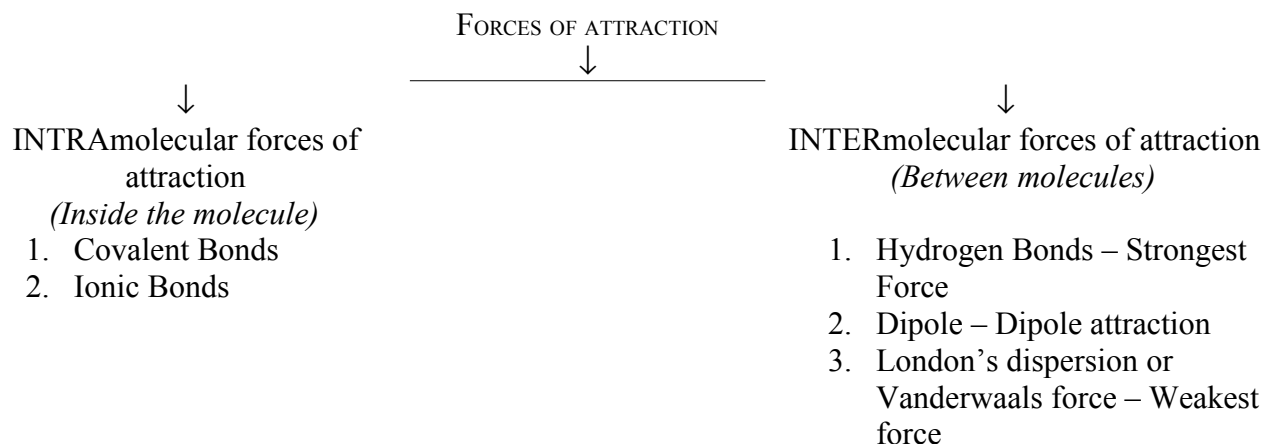 FORCES OF ATTRACTION
↓
↓
INTRAmolecular forces of
attraction
(Inside the molecule)
1. Covalent Bonds
2. Ionic Bonds
↓
INTERmolecular forces of attraction
(Between molecules)
1. Hydrogen Bonds – Strongest
Force
2. Dipole – Dipole attraction
3. London’s dispersion or
Vanderwaals force – Weakest
force